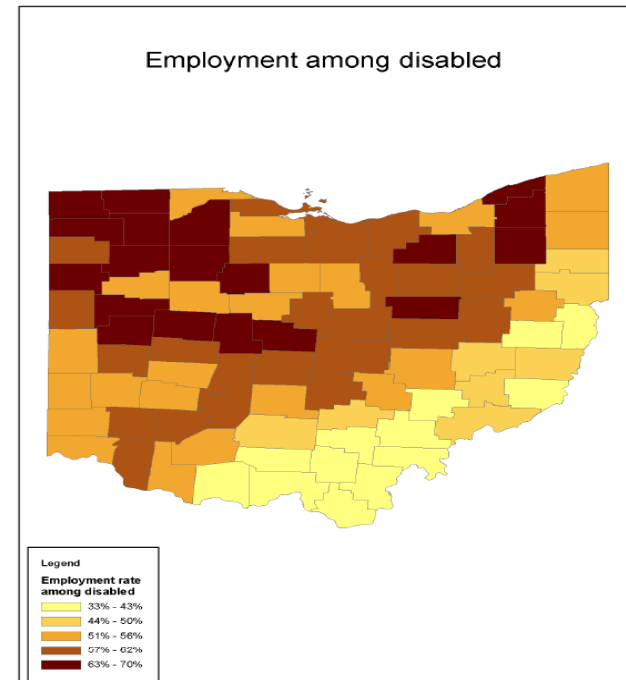 Employment among disabled
Legend
Employment rate
among disabled
33% - 43%
44% - 50%
51% - 56%
57% - 62%
63% - 70%